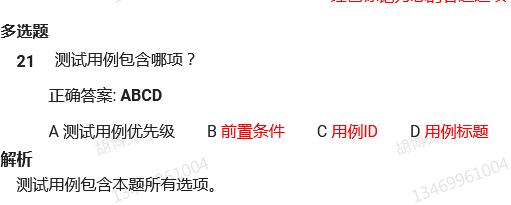 多选题
21 测试用例包含哪项？
正确答案: ABCD
A 测试用例优先级 B 前置条件 C 用例ID D 用例标题
解析
测试用例包含本题所有选项。
13469961004
13469961004